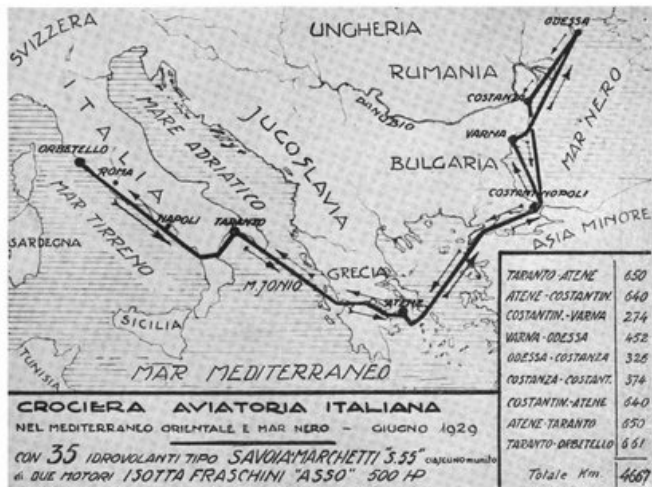 SVIZZERA
UNGHERIA
ODESSA
RUMANIA
COSTANZA
DANUBIO
ITALIA
MARE ADRIATICO
JUGOSLAVIA
VARNA
MAR NERO
BULGARIA
ORBETELLO
ROMA
COSTANTINOPOLI
NAPOLI
TARANTO
ASIA MINORE
MAR TIRRENO
SARDEGNA
GRECIA
M. JONIO
ATENE
SICILIA
TUNISIA
MAR MEDITERRANEO
TARANTO-ATENE 650
ATENE-COSTANTIN. 640
COSTANTIN.-VARNA 274
VARNA-ODESSA 452
ODESSA-COSTANZA 326
COSTANZA-COSTANT. 374
COSTANTIN.-ATENE 640
ATENE-TARANTO 650
TARANTO-ORBETELLO 661
Totale Km. 4667
CROCIERA AVIATORIA ITALIANA
NEL MEDITERRANEO ORIENTALE E MAR NERO - GIUGNO 1929
CON 35 IDROVOLANTI TIPO SAVOIA-MARCHETTI "S.55" CIASCUNO MUNITO
di DUE MOTORI ISOTTA FRASCHINI "ASSO" 500 HP